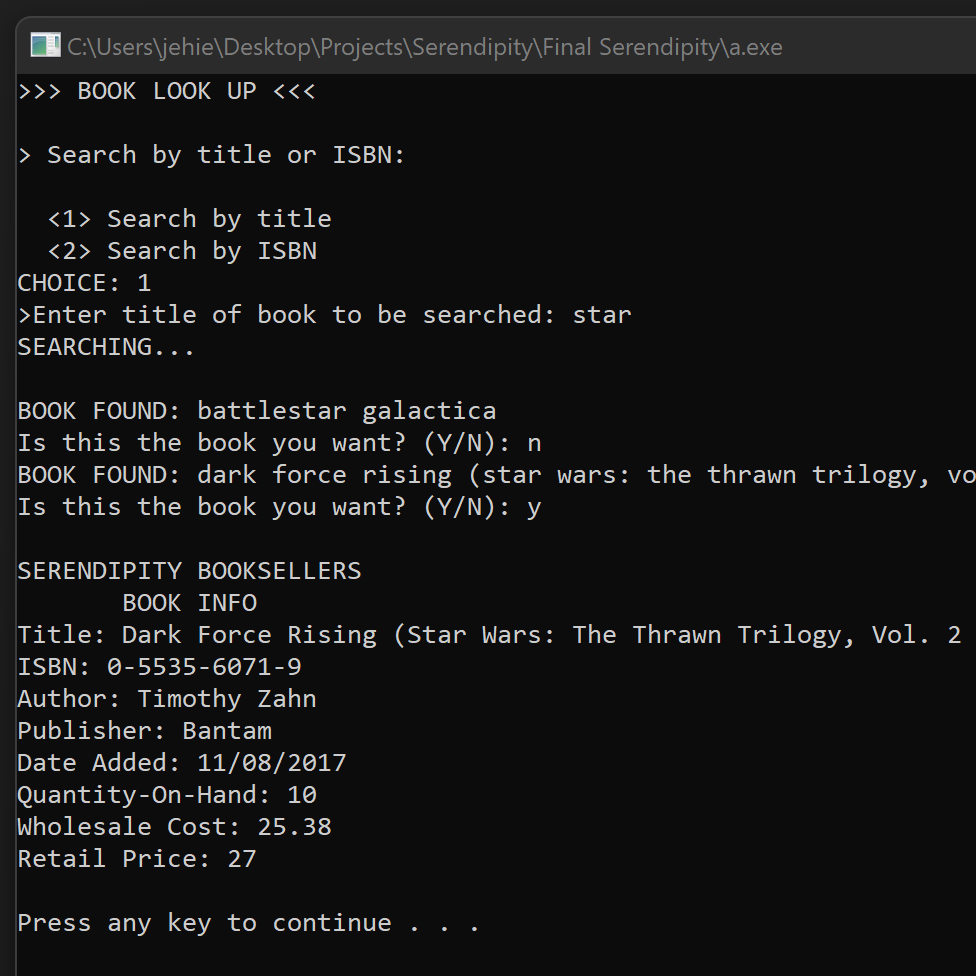 C:\Users\jehie\Desktop\Projects\Serendipity\Final Serendipity\a.exe
>>> BOOK LOOK UP <<<
> Search by title or ISBN:
<1> Search by title
<2> Search by ISBN
CHOICE: 1
>Enter title of book to be searched: star
SEARCHING...
BOOK FOUND: battlestar galactica
Is this the book you want? (Y/N): n
BOOK FOUND: dark force rising (star wars: the thrawn trilogy, vo
Is this the book you want? (Y/N): y
SERENDIPITY BOOKSELLERS
BOOK INFO
Title: Dark Force Rising (Star Wars: The Thrawn Trilogy, Vol. 2
ISBN: 0-5535-6071-9
Author: Timothy Zahn
Publisher: Bantam
Date Added: 11/08/2017
Quantity-On-Hand: 10
Wholesale Cost: 25.38
Retail Price: 27
Press any key to continue . . .